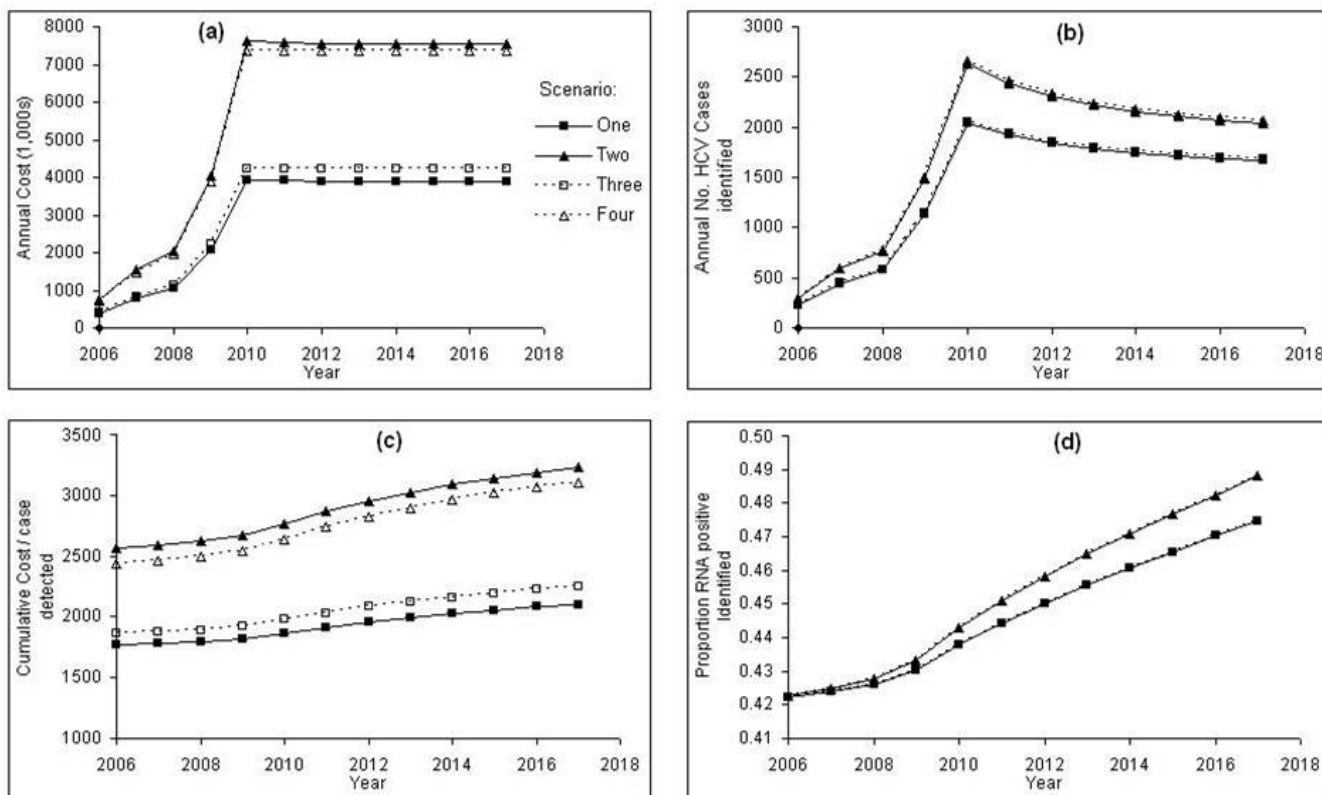 (a)
Annual Cost (1,000s)
8000
7000
6000
5000
4000
3000
2000
1000
0
2006 2008 2010 2012 2014 2016 2018
Year
Scenario:
One
Two
Three
Four
(b)
Annual No. HCV Cases
identified
3000
2500
2000
1500
1000
500
0
2006 2008 2010 2012 2014 2016 2018
Year
(c)
Cumulative Cost / case
detected
3500
3000
2500
2000
1500
1000
2006 2008 2010 2012 2014 2016 2018
Year
(d)
Proportion RNA positive
Identified
0.50
0.49
0.48
0.47
0.46
0.45
0.44
0.43
0.42
0.41
2006 2008 2010 2012 2014 2016 2018
Year